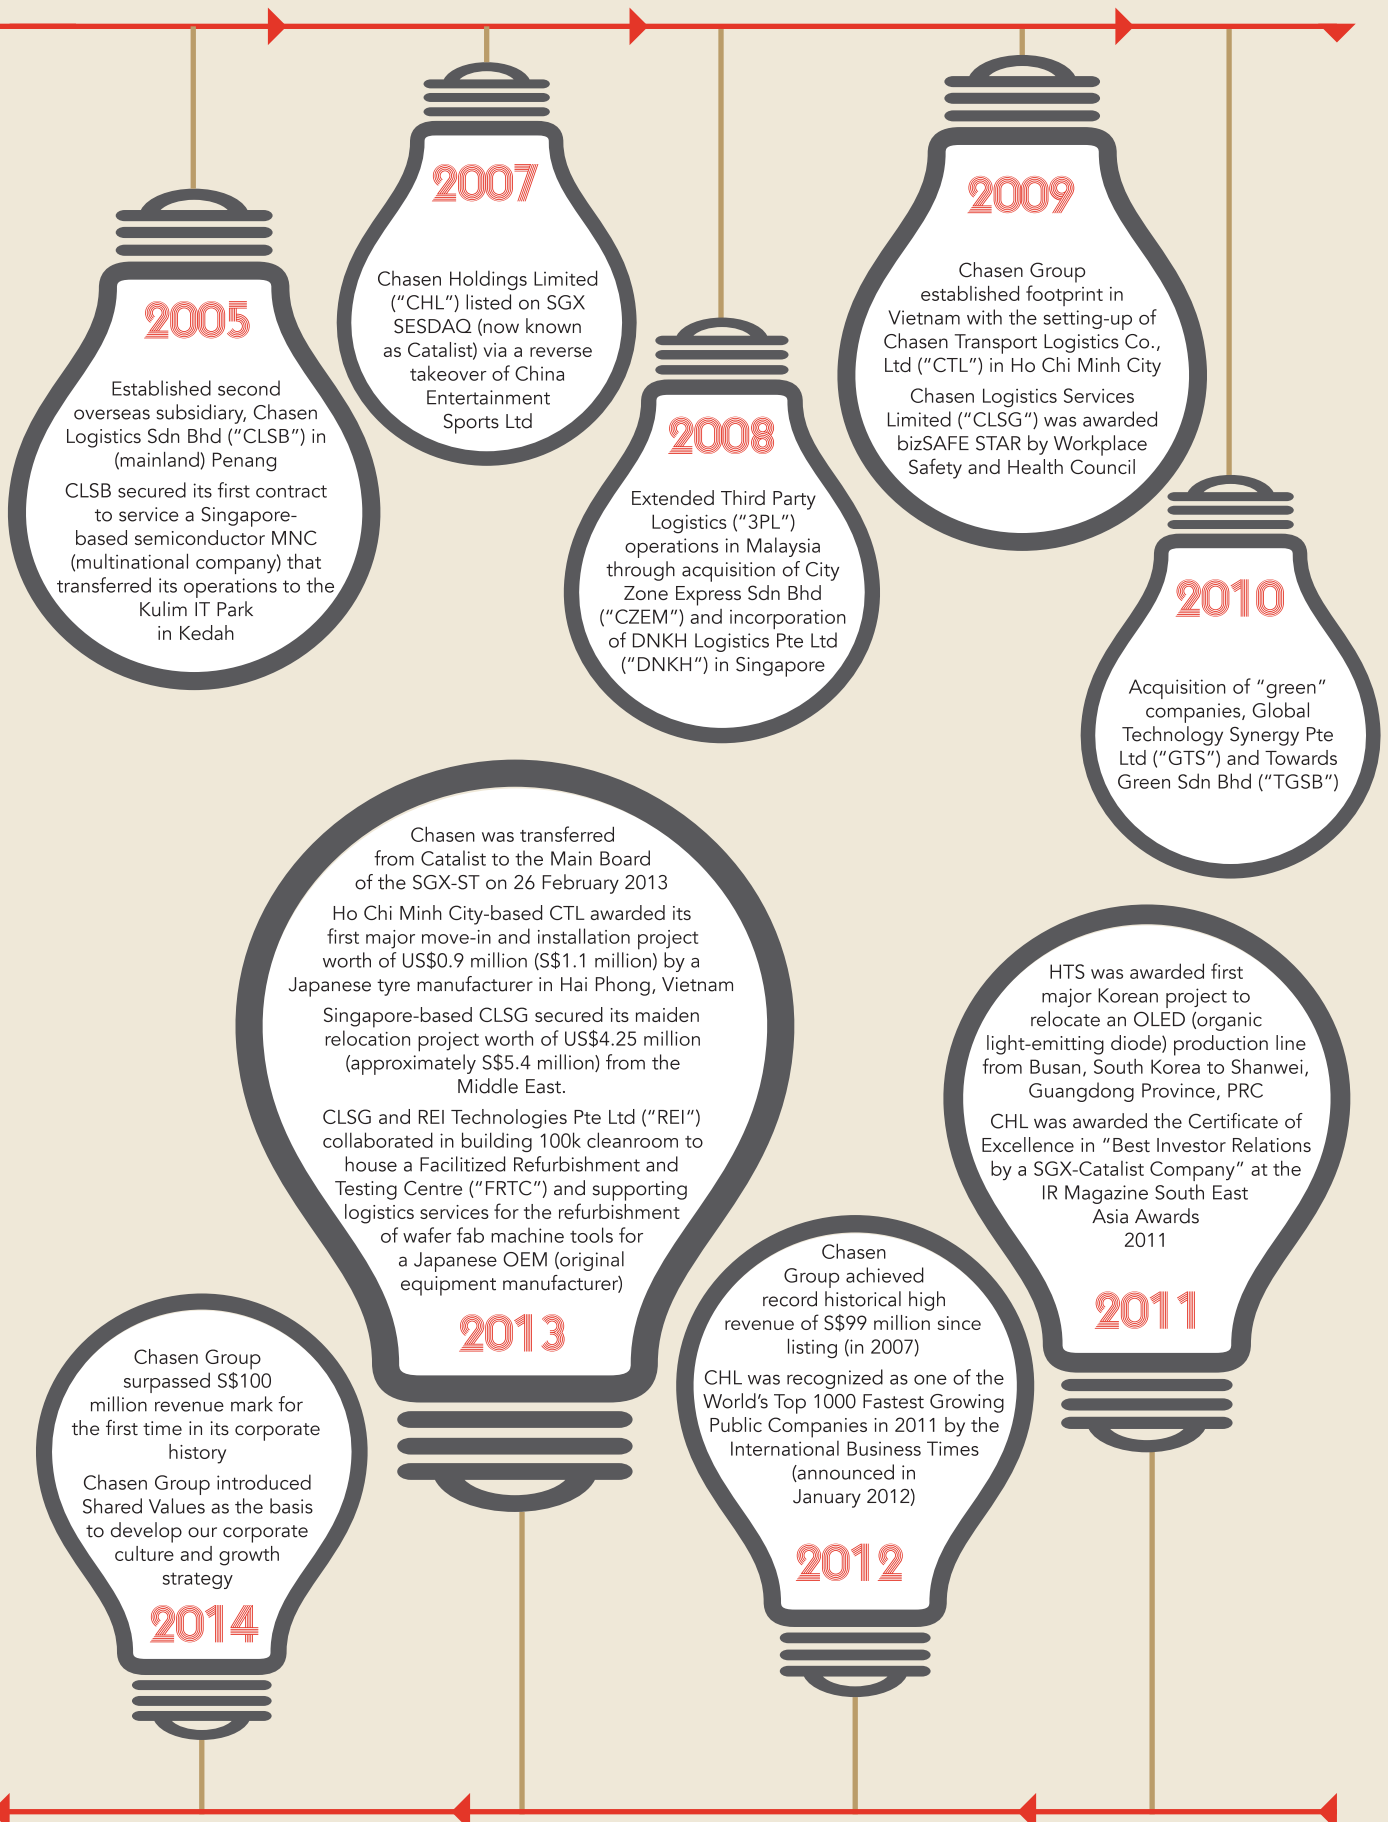 2005
Established second
overseas subsidiary, Chasen
Logistics Sdn Bhd (“CLSB”) in
(mainland) Penang
CLSB secured its first contract
to service a Singapore-
based semiconductor MNC
(multinational company) that
transferred its operations to the
Kulim IT Park
in Kedah
2007
Chasen Holdings Limited
(“CHL”) listed on SGX
SESDAQ (now known
as Catalist) via a reverse
takeover of China
Entertainment
Sports Ltd
2008
Extended Third Party
Logistics (“3PL”)
operations in Malaysia
through acquisition of City
Zone Express Sdn Bhd
(“CZEM”) and incorporation
of DNKH Logistics Pte Ltd
(“DNKH“) in Singapore
2009
Chasen Group
established footprint in
Vietnam with the setting-up of
Chasen Transport Logistics Co.,
Ltd (“CTL”) in Ho Chi Minh City
Chasen Logistics Services
Limited (“CLSG“) was awarded
bizSAFE STAR by Workplace
Safety and Health Council
2010
Acquisition of “green”
companies, Global
Technology Synergy Pte
Ltd (“GTS”) and Towards
Green Sdn Bhd (“TGSB”)
HTS was awarded first
major Korean project to
relocate an OLED (organic
light-emitting diode) production line
from Busan, South Korea to Shanwei,
Guangdong Province, PRC
CHL was awarded the Certificate of
Excellence in “Best Investor Relations
by a SGX-Catalist Company” at the
IR Magazine South East
Asia Awards
2011
2011
Chasen
Group achieved
record historical high
revenue of S$99 million since
listing (in 2007)
CHL was recognized as one of the
World’s Top 1000 Fastest Growing
Public Companies in 2011 by the
International Business Times
(announced in
January 2012)
2012
Chasen was transferred
from Catalist to the Main Board
of the SGX-ST on 26 February 2013
Ho Chi Minh City-based CTL awarded its
first major move-in and installation project
worth of US$0.9 million (S$1.1 million) by a
Japanese tyre manufacturer in Hai Phong, Vietnam
Singapore-based CLSG secured its maiden
relocation project worth of US$4.25 million
(approximately S$5.4 million) from the
Middle East.
CLSG and REI Technologies Pte Ltd (“REI”)
collaborated in building 100k cleanroom to
house a Facilitized Refurbishment and
Testing Centre (“FRTC”) and supporting
logistics services for the refurbishment
of wafer fab machine tools for
a Japanese OEM (original
equipment manufacturer)
2013
Chasen Group
surpassed S$100
million revenue mark for
the first time in its corporate
history
Chasen Group introduced
Shared Values as the basis
to develop our corporate
culture and growth
strategy
2014